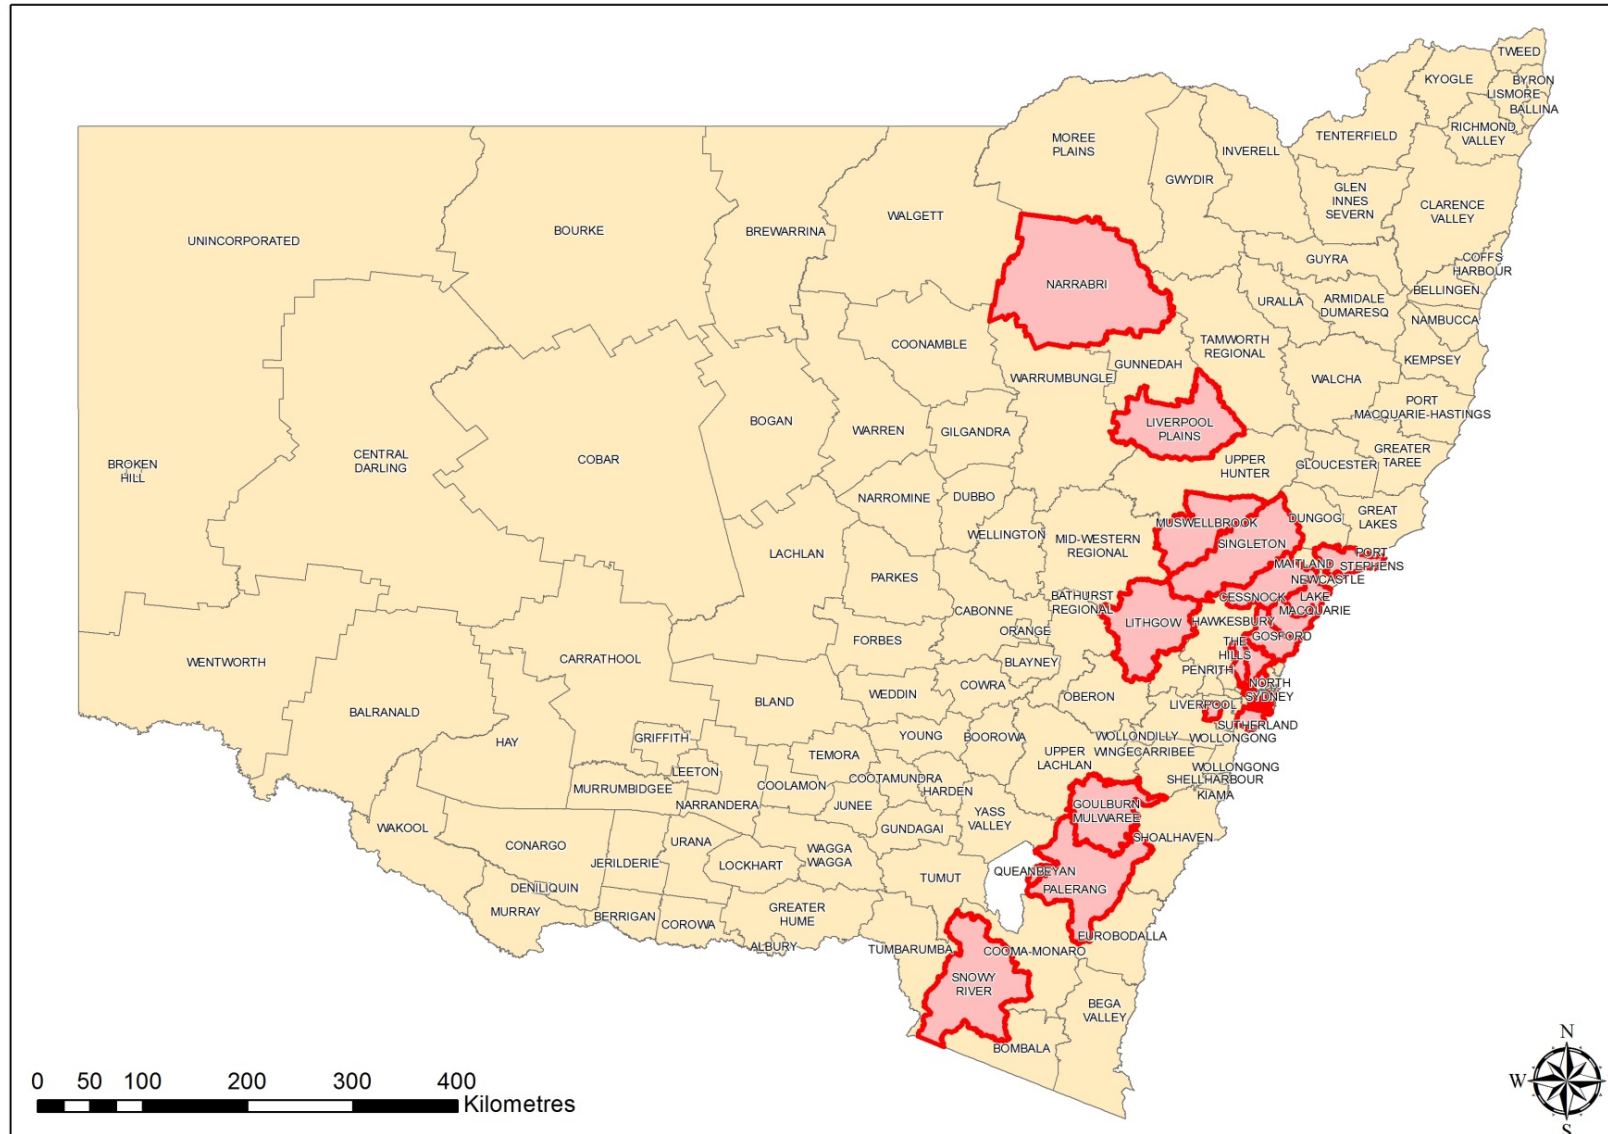 TWEED
KYOGLE
BYRON
LISMORE
BALLINA
RICHMOND
VALLEY
TENTERFIELD
MOREE
PLAINS
INVERELL
GWYDIR
GLEN
INNES
SEVERN
CLARENCE
VALLEY
WALGETT
BREWARRINA
BOURKE
UNINCORPORATED
GUYRA
COFFS
HARBOUR
BELLINGEN
NARRABRI
URALLA
ARMIDALE
DUMARESQ
NAMBUCCA
COONAMBLE
TAMWORTH
REGIONAL
GUNNEDAH
KEMPSEY
WARRUMBUNGLE
WALCHA
PORT
MACQUARIE-HASTINGS
BOGAN
WARREN
GILGANDRA
LIVERPOOL
PLAINS
GREATER
TAREE
CENTRAL
DARLING
COBAR
BROKEN
HILL
UPPER
HUNTER
GLOUCESTER
NARROMINE
DUBBO
GREAT
LAKES
DUNGOG
MUSWELLBROOK
WELLINGTON
MID-WESTERN
REGIONAL
SINGLETON
LACHLAN
PORT
STEPHENS
MAITLAND
NEWCASTLE
PARKES
BATHURST
REGIONAL
CESSNOCK
LAKE
MACQUARIE
CABONNE
LITHGOW
HAWKESBURY
ORANGE
GOSFORD
FORBES
THE
HILLS
CARRATHOOL
WENTWORTH
BLAYNEY
PENRITH
COWRA
NORTH
SYDNEY
WEDDIN
OBERON
BLAND
LIVERPOOL
BALRANALD
SUTHERLAND
GRIFFITH
HAY
YOUNG
BOOROWA
WOLLONDILLY
WOLLONGONG
WINGECARRIBEE
TEMORA
UPPER
LACHLAN
LEETON
WOLLONGONG
COOTAMUNDRA
SHELLHARBOUR
MURRUMBIDGEE
COOLAMON
HARDEN
KIAMA
NARRANDERA
JUNEE
GOULBURN
MULWAREE
YASS
VALLEY
WAKOOL
GUNDAGAI
SHOALHAVEN
URANA
CONARGO
WAGGA
WAGGA
JERILDERIE
LOCKHART
QUEANBEYAN
TUMUT
DENILIQUIN
PALERANG
MURRAY
BERRIGAN
GREATER
HUME
COROWA
EUROBODALLA
ALBURY
TUMBARUMBA
COOMA-MONARO
SNOWY
RIVER
BEGA
VALLEY
BOMBALA
N
W
S
0 50 100 200 300 400
Kilometres